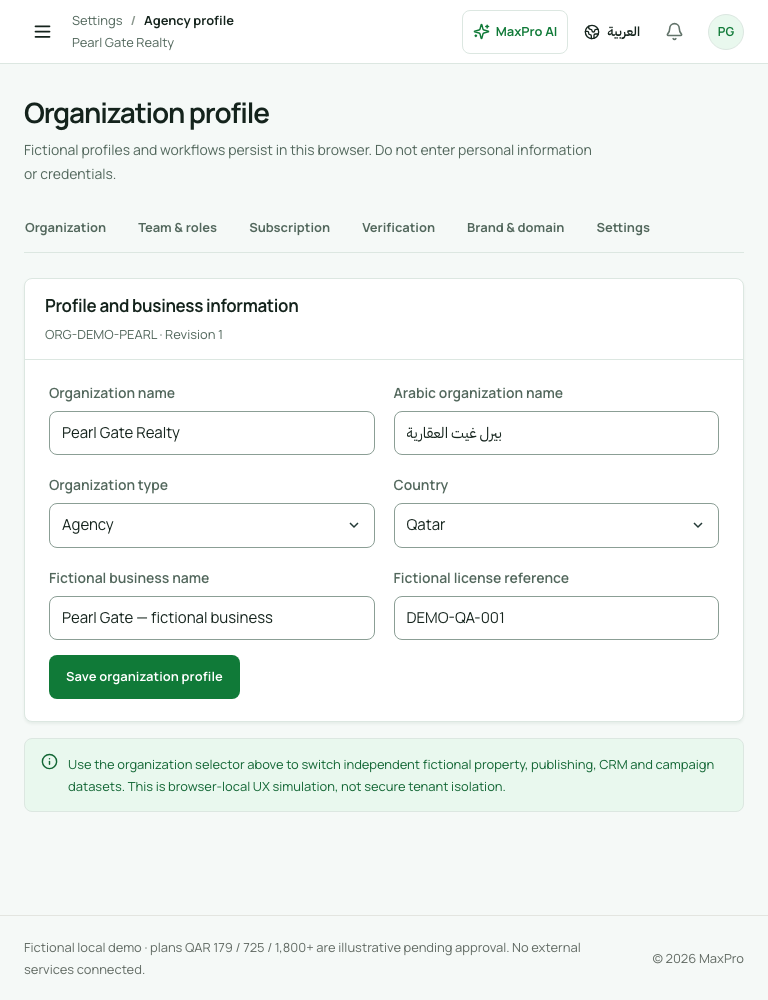 Settings / Agency profile
Pearl Gate Realty
MaxPro AI
العربية
PG
Organization profile
Fictional profiles and workflows persist in this browser. Do not enter personal information
or credentials.
Organization Team & roles Subscription Verification Brand & domain Settings
Profile and business information
ORG-DEMO-PEARL · Revision 1
Organization name
Pearl Gate Realty
Arabic organization name
بيرل غيت العقارية
Organization type
Agency
Country
Qatar
Fictional business name
Pearl Gate — fictional business
Fictional license reference
DEMO-QA-001
Save organization profile
Use the organization selector above to switch independent fictional property, publishing, CRM and campaign
datasets. This is browser-local UX simulation, not secure tenant isolation.
Fictional local demo · plans QAR 179 / 725 / 1,800+ are illustrative pending approval. No external
services connected.
© 2026 MaxPro